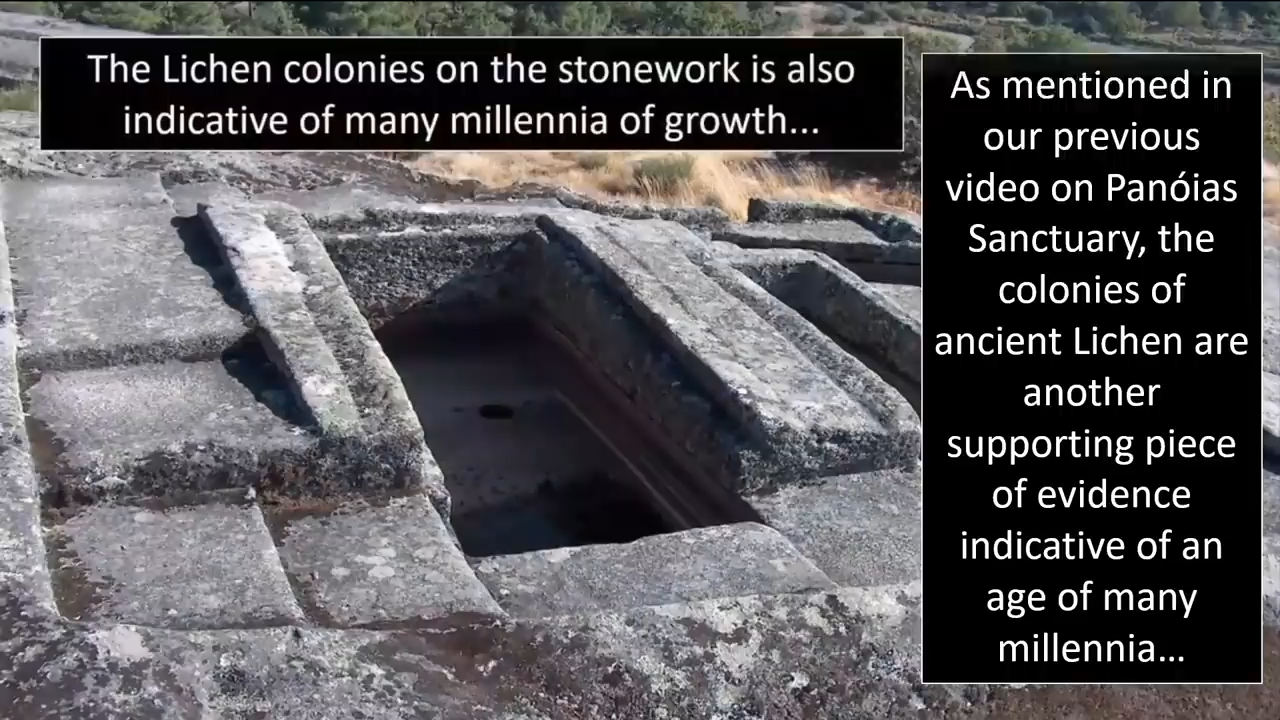 The Lichen colonies on the stonework is also
indicative of many millennia of growth...
As mentioned in
our previous
video on Panóias
Sanctuary, the
colonies of
ancient Lichen are
another
supporting piece
of evidence
indicative of an
age of many
millennia...